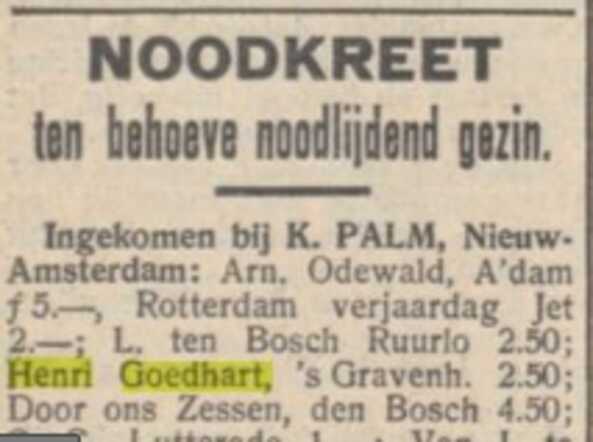 NOODKREET
ten behoeve noodlijdend gezin.
Ingekomen bij K. PALM, Nieuw-
Amsterdam: Arn. Odewald, A'dam
ƒ 5.—, Rotterdam verjaardag Jet
2.—; L. ten Bosch Ruurlo 2.50;
Henri Goedhart, 's Gravenh. 2.50;
Door ons Zessen, den Bosch 4.50;